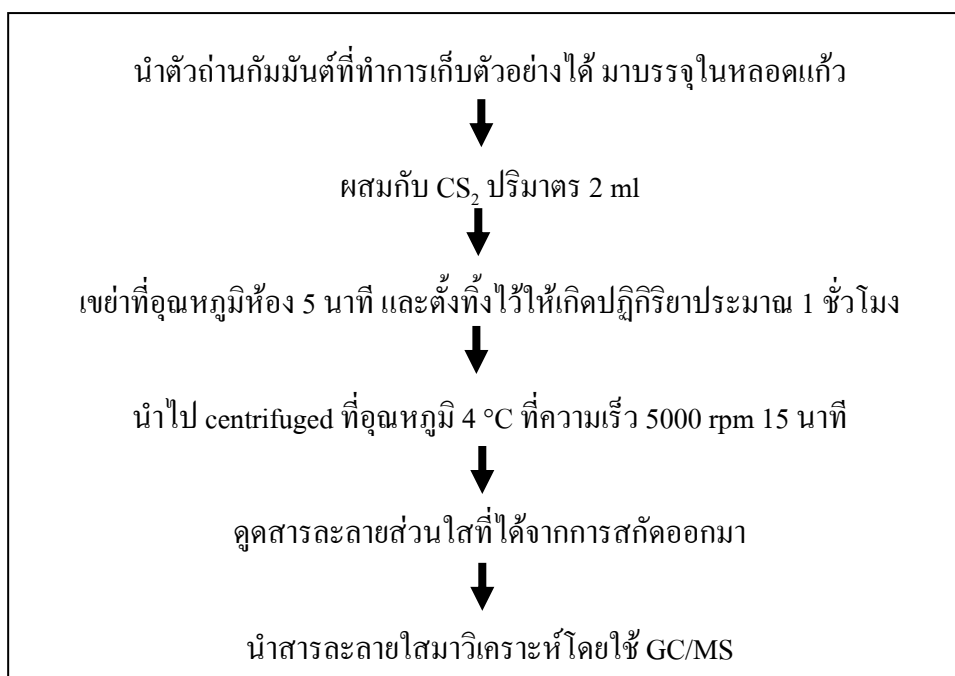 นำตัวถ่านกัมมันต์ที่ทำการเก็บตัวอย่างได้ มาบรรจุในหลอดแก้ว
ผสมกับ CS₂ ปริมาตร 2 ml
เขย่าที่อุณหภูมิห้อง 5 นาที และตั้งทิ้งไว้ให้เกิดปฏิกิริยาประมาณ 1 ชั่วโมง
นำไป centrifuged ที่อุณหภูมิ 4 °C ที่ความเร็ว 5000 rpm 15 นาที
ดูดสารละลายส่วนใสที่ได้จากการสกัดออกมา
นำสารละลายใสมาวิเคราะห์โดยใช้ GC/MS